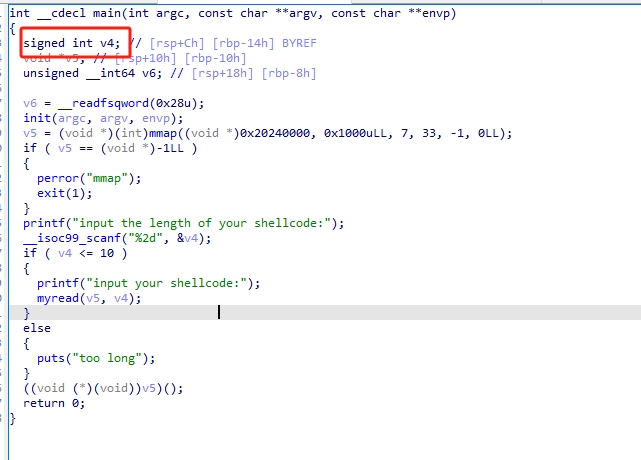 int __cdecl main(int argc, const char **argv, const char **envp)
{
  signed int v4; // [rsp+Ch] [rbp-14h] BYREF
  void *v5; // [rsp+10h] [rbp-10h]
  unsigned __int64 v6; // [rsp+18h] [rbp-8h]

  v6 = __readfsqword(0x28u);
  init(argc, argv, envp);
  v5 = (void *)(int)mmap((void *)0x20240000, 0x1000uLL, 7, 33, -1, 0LL);
  if ( v5 == (void *)-1LL )
  {
    perror("mmap");
    exit(1);
  }
  printf("input the length of your shellcode:");
  __isoc99_scanf("%2d", &v4);
  if ( v4 <= 10 )
  {
    printf("input your shellcode:");
    myread(v5, v4);
  }
  else
  {
    puts("too long");
  }
  ((void (*)(void))v5)();
  return 0;
}